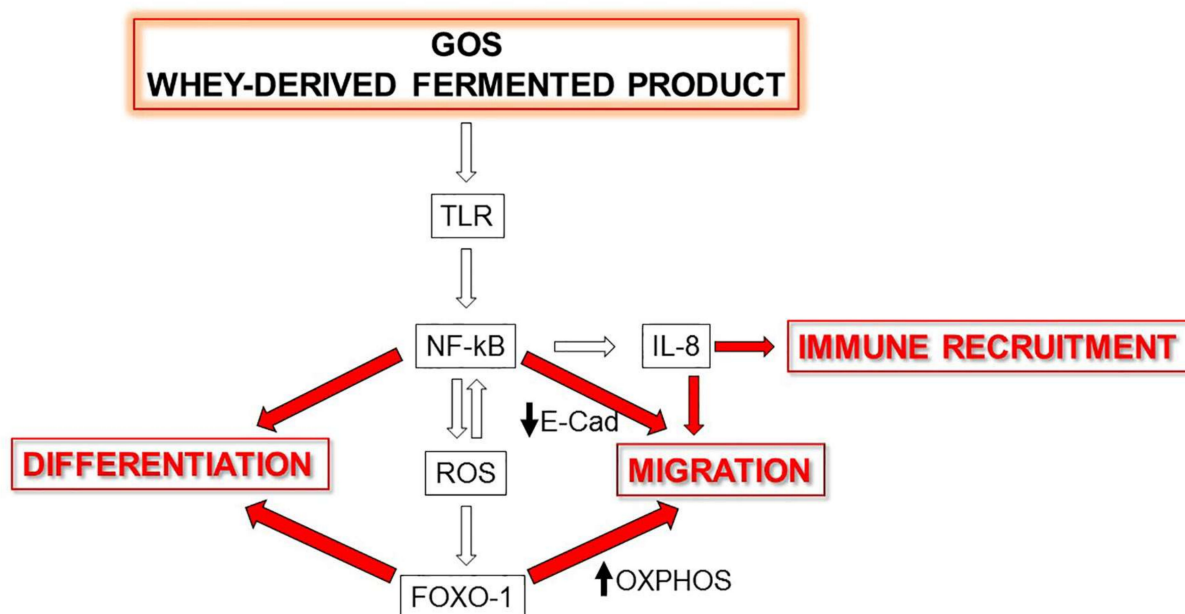 GOS
WHEY-DERIVED FERMENTED PRODUCT
TLR
NF-kB
IL-8
IMMUNE RECRUITMENT
E-Cad
DIFFERENTIATION
ROS
MIGRATION
OXPHOS
FOXO-1